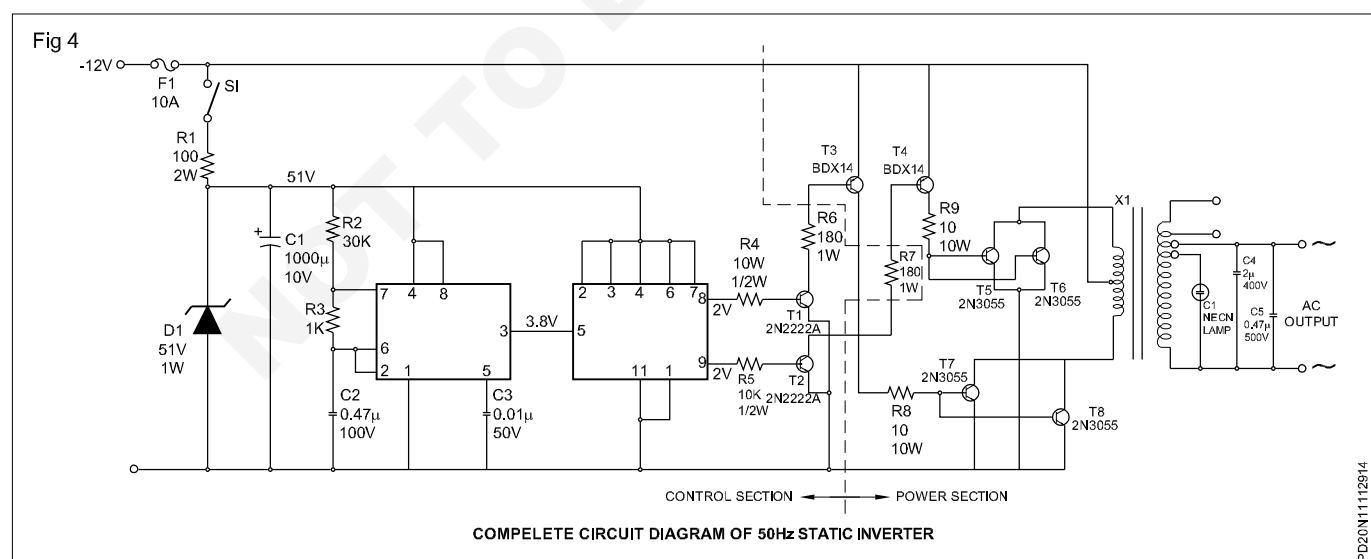 Fig 4
-12V
F1
10A
SI
R1
100
2W
51V
C1
1000µ
10V
R2
30K
R3
1K
D1
51V
1W
C2
0.47µ
100V
7
4
8
6
2
3
1
5
3.8V
C3
0.01µ
50V
2
3
4
6
7
5
8
9
11
1
2V
2V
R4
10W
1/2W
R5
10K
1/2W
T1
2N2222A
T2
2N2222A
T3
BDX14
T4
BDX14
R6
180
1W
R7
180
1W
R9
10
10W
T5
2N3055
T6
2N3055
T7
2N3055
T8
2N3055
R8
10
10W
X1
C4
2µ
400V
C1
NECN
LAMP
C5
0.47µ
500V
AC
OUTPUT
CONTROL SECTION
POWER SECTION
COMPELETE CIRCUIT DIAGRAM OF 50Hz STATIC INVERTER
PD20N11112914
NOT TO